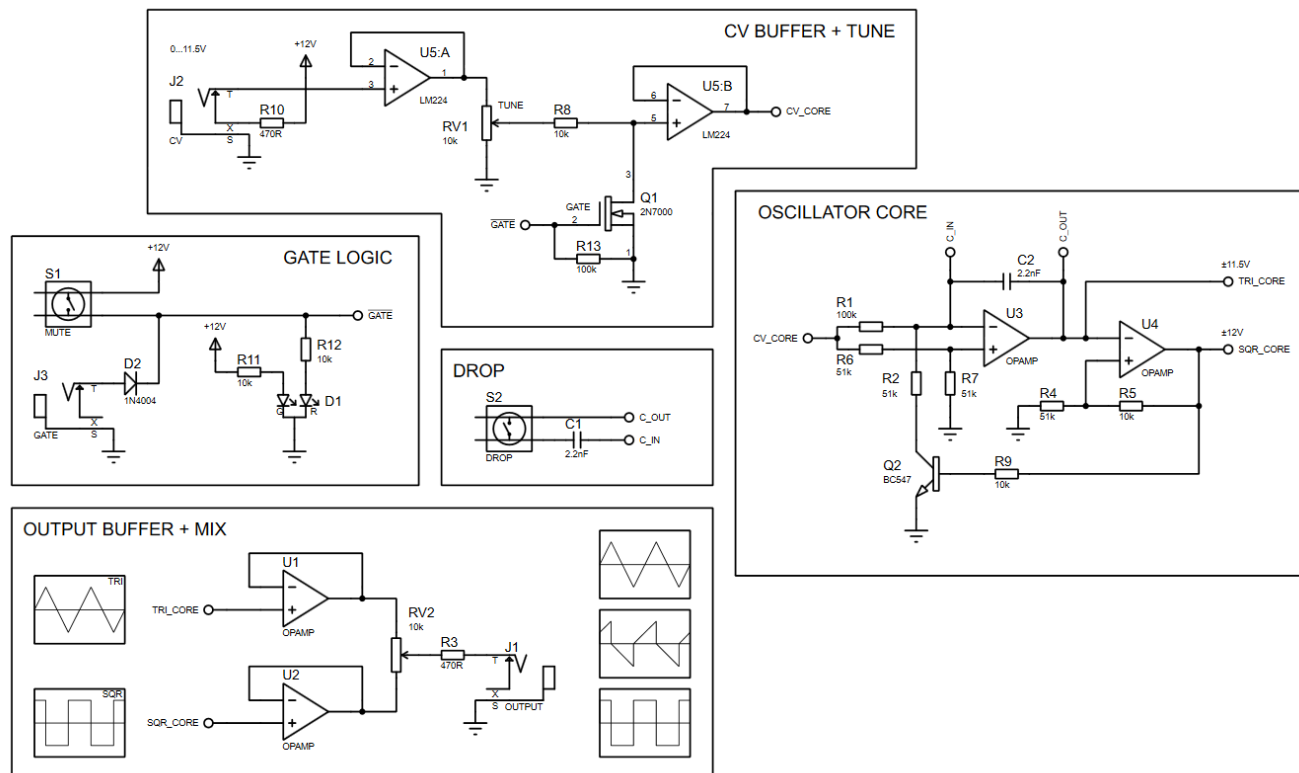 CV BUFFER + TUNE
0...11.5V
+12V
J2
T
X
S
CV
R10
470R
2
3
1
U5:A
LM224
RV1
10k
TUNE
R8
10k
6
5
7
U5:B
LM224
CV_CORE
3
GATE
2
Q1
2N7000
GATE
R13
100k
1
GATE LOGIC
+12V
S1
MUTE
GATE
+12V
R12
10k
R11
10k
D2
1N4004
J3
T
X
S
GATE
G
R
D1
DROP
S2
DROP
C1
2.2nF
C_OUT
C_IN
OSCILLATOR CORE
C_IN
C_OUT
C2
2.2nF
±11.5V
TRI_CORE
R1
100k
U3
OPAMP
U4
OPAMP
±12V
SQR_CORE
CV_CORE
R6
51k
R2
51k
R7
51k
R4
51k
R5
10k
Q2
BC547
R9
10k
OUTPUT BUFFER + MIX
TRI
U1
OPAMP
TRI_CORE
RV2
10k
R3
470R
J1
T
X
S
OUTPUT
SQR
U2
OPAMP
SQR_CORE